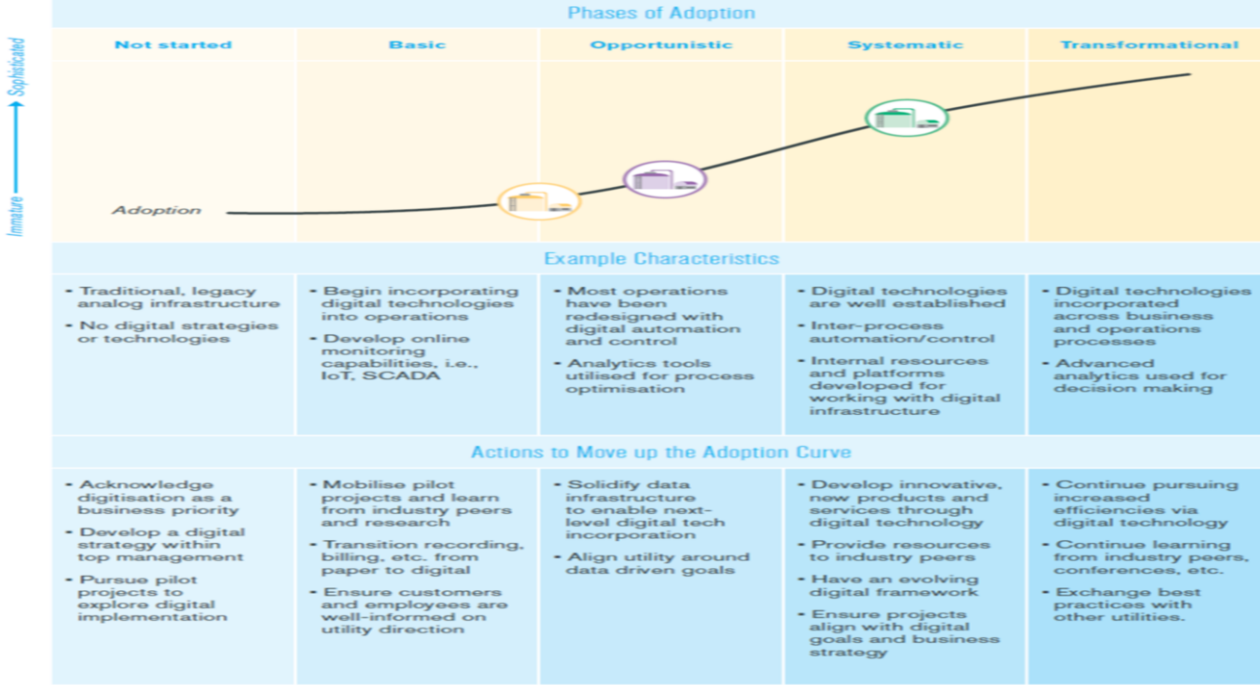 Phases of Adoption
Not started
Basic
Opportunistic
Systematic
Transformational
Immature
Sophisticated
Adoption
Example Characteristics
• Traditional, legacy
analog infrastructure
• No digital strategies
or technologies
• Begin incorporating
digital technologies
into operations
• Develop online
monitoring
capabilities, i.e.,
IoT, SCADA
• Most operations
have been
redesigned with
digital automation
and control
• Analytics tools
utilised for process
optimisation
• Digital technologies
are well established
• Inter-process
automation/control
• Internal resources
and platforms
developed for
working with digital
infrastructure
• Digital technologies
incorporated
across business
and operations
processes
• Advanced
analytics used for
decision making
Actions to Move up the Adoption Curve
• Acknowledge
digitisation as a
business priority
• Develop a digital
strategy within
top management
• Pursue pilot
projects to
explore digital
implementation
• Mobilise pilot
projects and learn
from industry peers
and research
• Transition recording,
billing, etc. from
paper to digital
• Ensure customers
and employees are
well-informed on
utility direction
• Solidify data
infrastructure
to enable next-
level digital tech
incorporation
• Align utility around
data driven goals
• Develop innovative,
new products and
services through
digital technology
• Provide resources
to industry peers
• Have an evolving
digital framework
• Ensure projects
align with digital
goals and business
strategy
• Continue pursuing
increased
efficiencies via
digital technology
• Continue learning
from industry peers,
conferences, etc.
• Exchange best
practices with
other utilities.